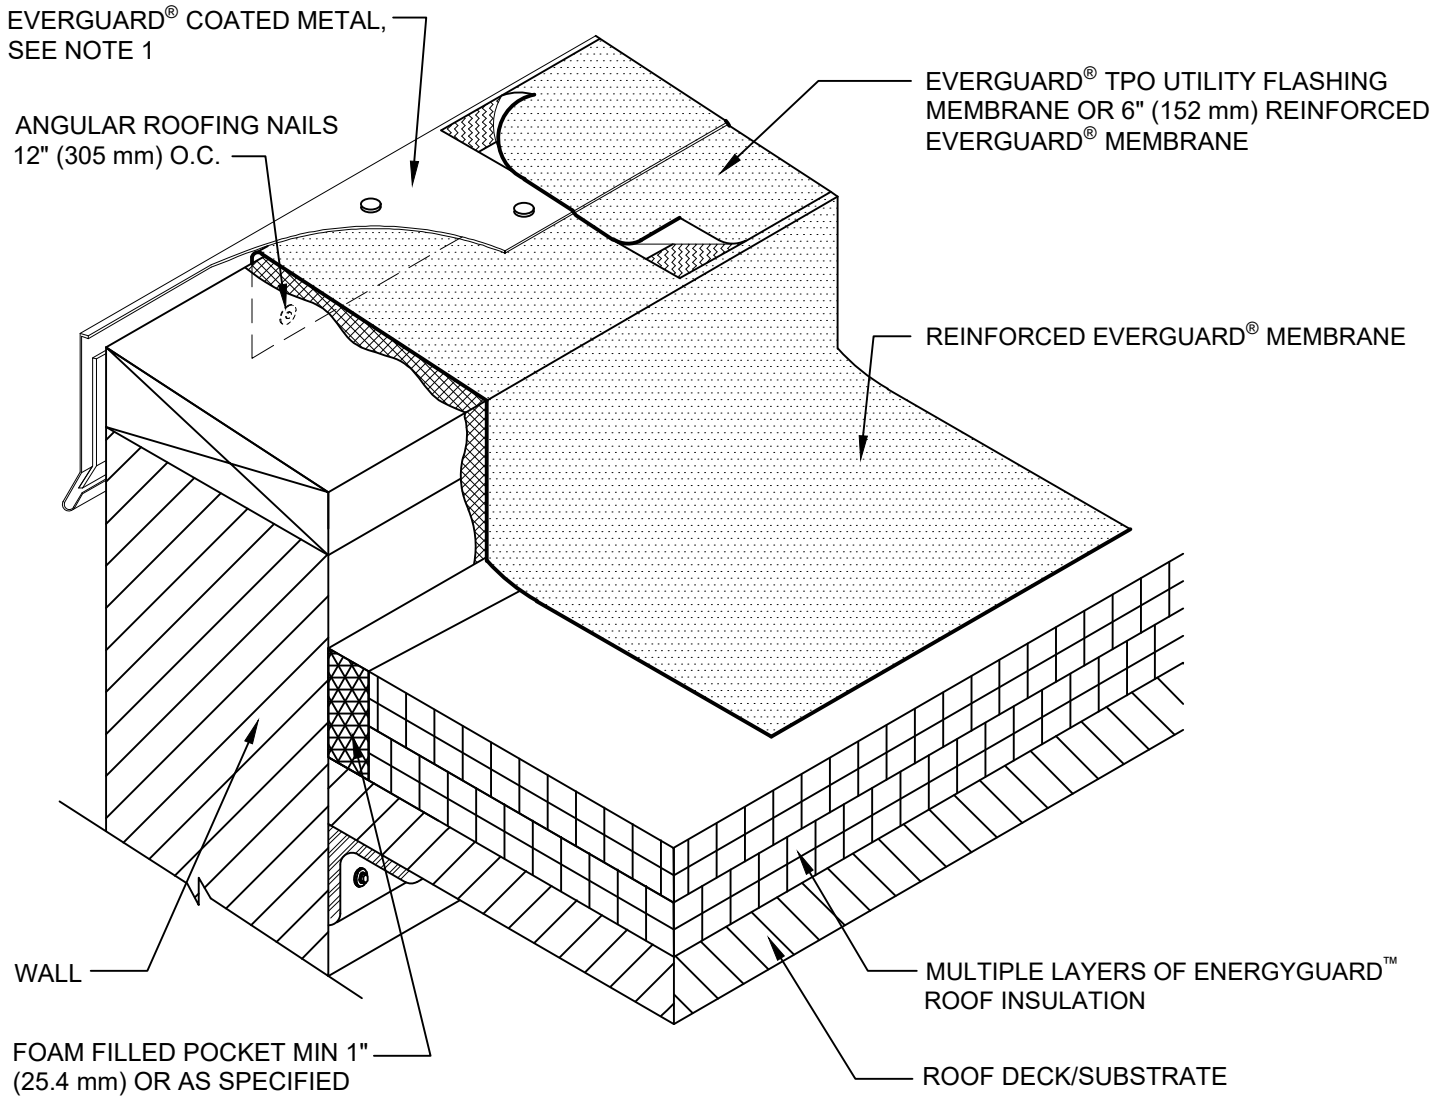 EVERGUARD® COATED METAL,
SEE NOTE 1
ANGULAR ROOFING NAILS
12" (305 mm) O.C.
EVERGUARD® TPO UTILITY FLASHING
MEMBRANE OR 6" (152 mm) REINFORCED
EVERGUARD® MEMBRANE
REINFORCED EVERGUARD® MEMBRANE
WALL
FOAM FILLED POCKET MIN 1"
(25.4 mm) OR AS SPECIFIED
MULTIPLE LAYERS OF ENERGYGUARD™
ROOF INSULATION
ROOF DECK/SUBSTRATE